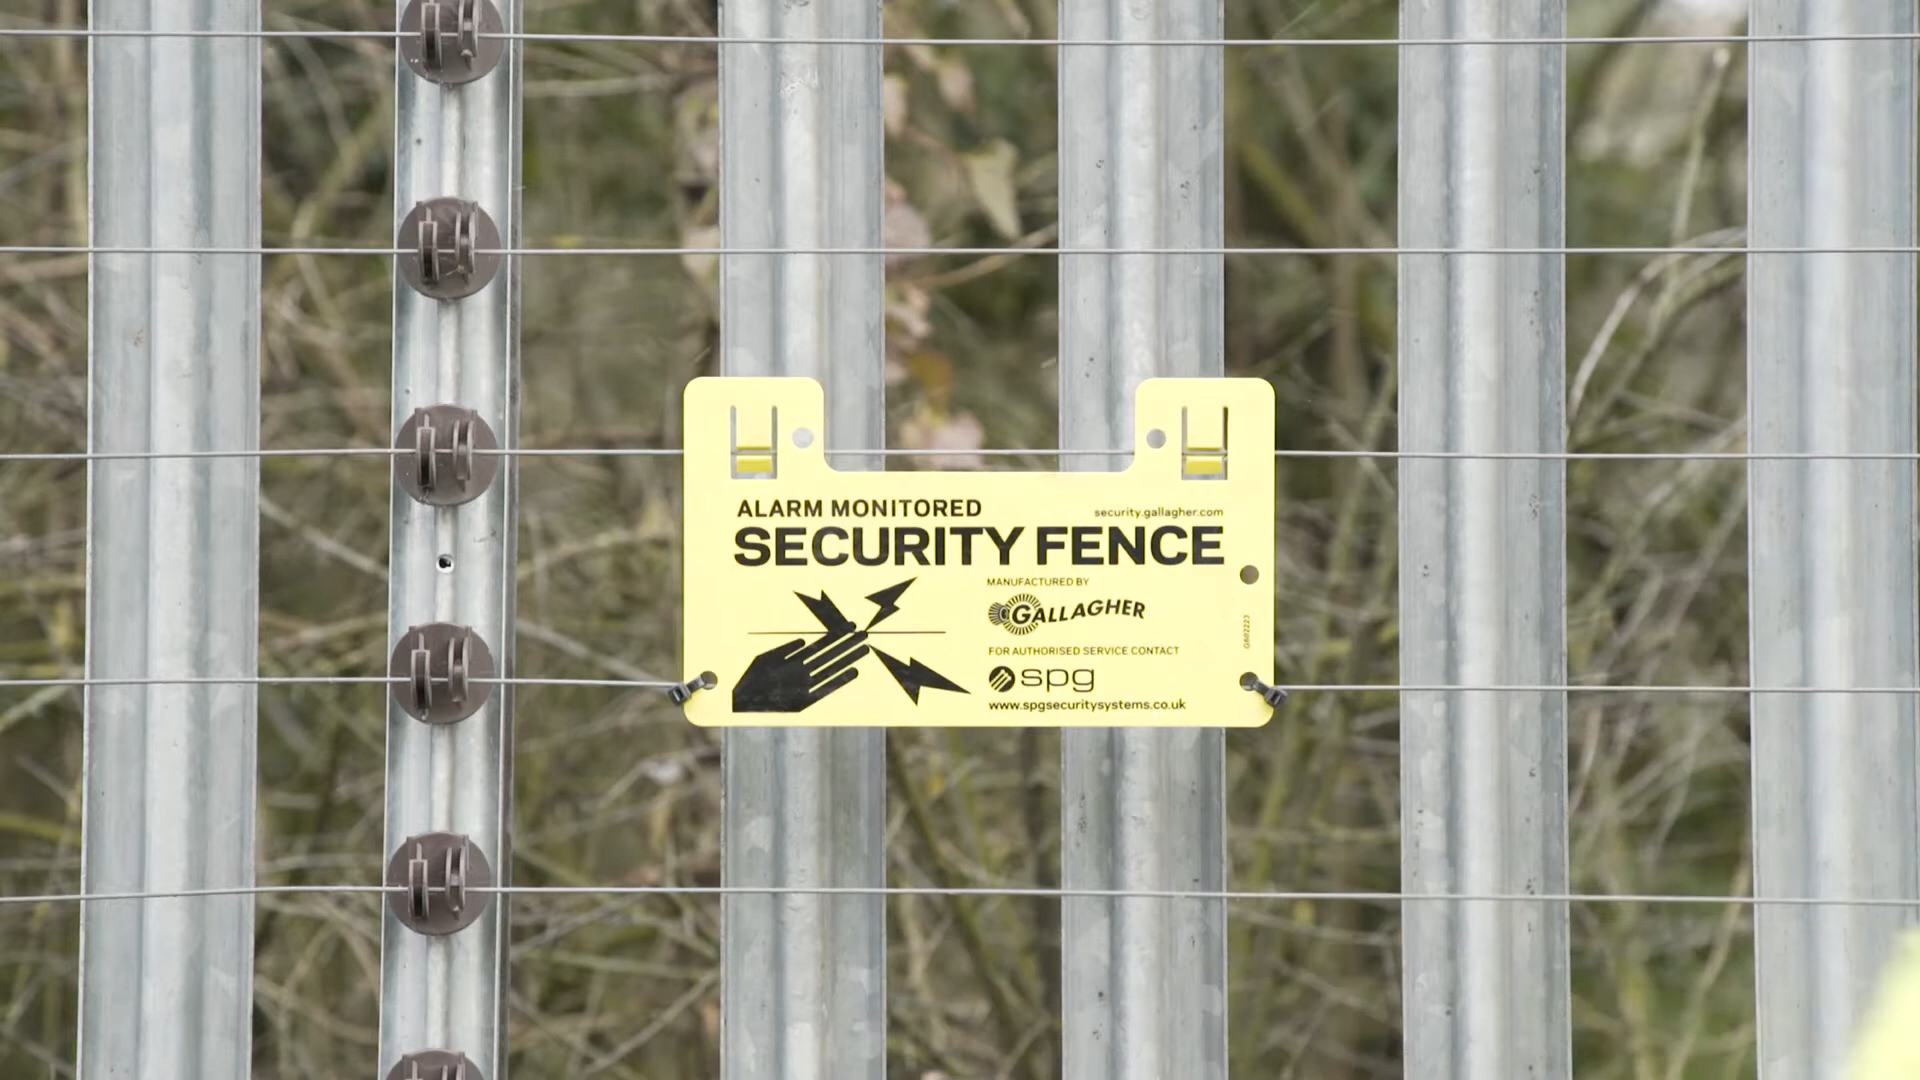 ALARM MONITORED
security.gallagher.com
SECURITY FENCE
MANUFACTURED BY
GALLAGHER
FOR AUTHORISED SERVICE CONTACT
spg
www.spgsecuritysystems.co.uk
G602223